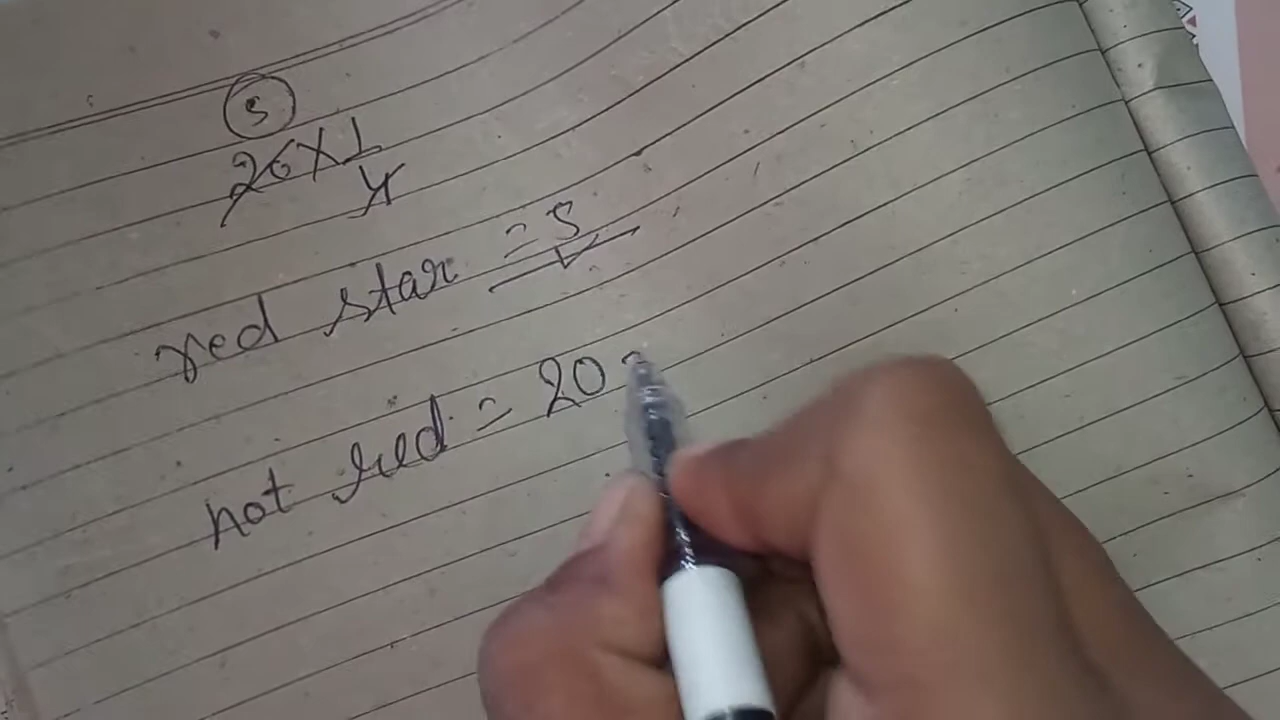 5
20 × 1
4
red star = 5
not red = 20 -